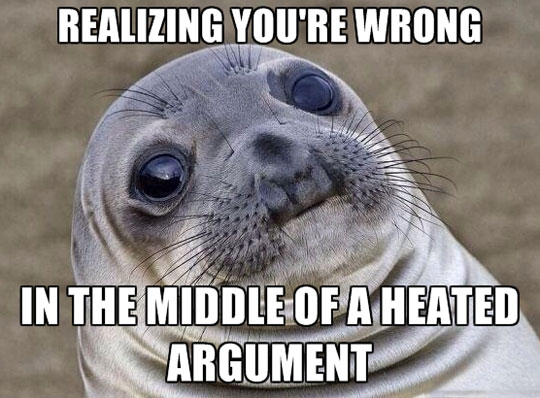 REALIZING YOU'RE WRONG
IN THE MIDDLE OF A HEATED
ARGUMENT